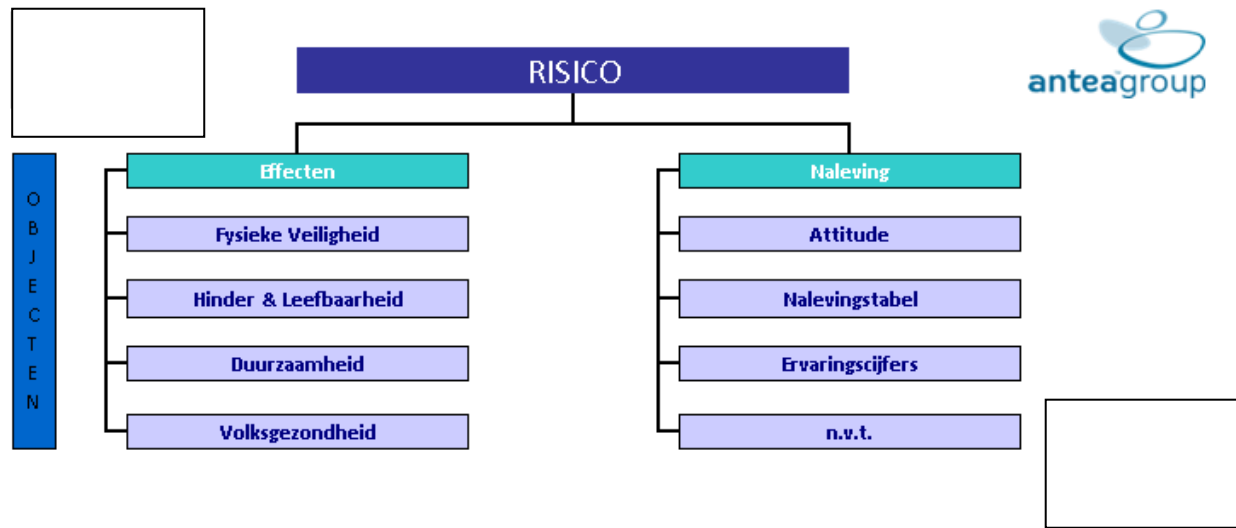 RISICO
anteagroup
OBJECTEN
Effecten
Fysieke Veiligheid
Hinder & Leefbaarheid
Duurzaamheid
Volksgezondheid
Naleving
Attitude
Nalevingstabel
Ervaringscijfers
n.v.t.